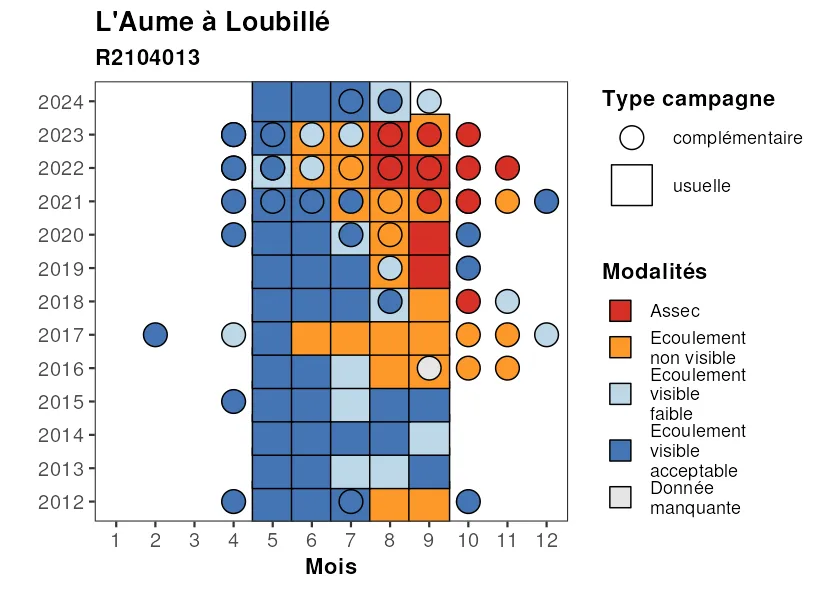 L'Aume à Loubillé
R2104013
2024
2023
2022
2021
2020
2019
2018
2017
2016
2015
2014
2013
2012
1 2 3 4 5 6 7 8 9 10 11 12
Mois
Type campagne
complémentaire
usuelle
Modalités
Assec
Ecoulement
non visible
Ecoulement
visible
faible
Ecoulement
visible
acceptable
Donnée
manquante